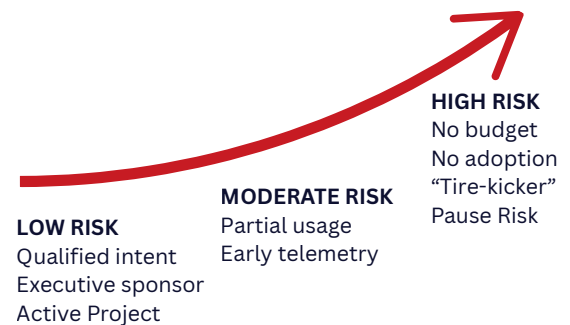 LOW RISK
Qualified intent
Executive sponsor
Active Project
MODERATE RISK
Partial usage
Early telemetry
HIGH RISK
No budget
No adoption
“Tire-kicker”
Pause Risk